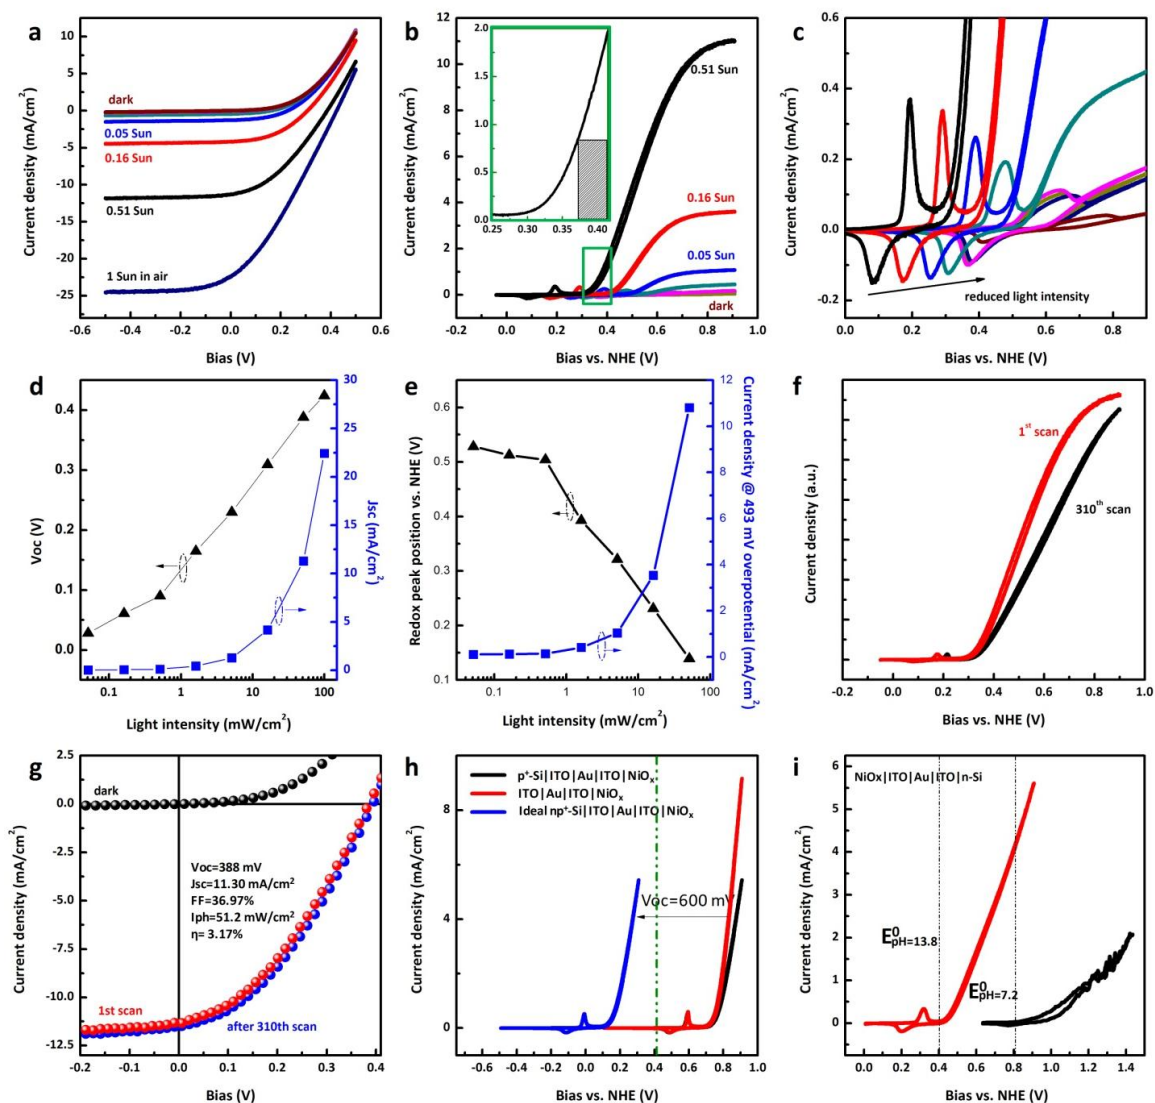 a
Current density (mA/cm²)
10
5
0
-5
-10
-15
-20
-25
dark
0.05 Sun
0.16 Sun
0.51 Sun
1 Sun in air
-0.6 -0.4 -0.2 0.0 0.2 0.4 0.6
Bias (V)
b
Current density (mA/cm²)
12
10
8
6
4
2
0
2.0
1.5
1.0
0.5
0.0
0.25 0.30 0.35 0.40
0.51 Sun
0.16 Sun
0.05 Sun
dark
0.0 0.2 0.4 0.6 0.8 1.0
Bias vs. NHE (V)
c
Current density (mA/cm²)
0.6
0.4
0.2
0.0
-0.2
reduced light intensity
0.0 0.2 0.4 0.6 0.8
Bias vs. NHE (V)
d
Voc (V)
0.4
0.3
0.2
0.1
0.0
30
25
20
15
10
5
0
Jsc (mA/cm²)
0.1 1 10 100
Light intensity (mW/cm²)
e
Redox peak position vs. NHE (V)
0.6
0.5
0.4
0.3
0.2
0.1
12
10
8
6
4
2
0
Current density @ 493 mV overpotential (mA/cm²)
0.1 1 10 100
Light intensity (mW/cm²)
f
Current density (a.u.)
1st scan
310th scan
-0.2 0.0 0.2 0.4 0.6 0.8 1.0
Bias vs. NHE (V)
g
Current density (mA/cm²)
2.5
0.0
-2.5
-5.0
-7.5
-10.0
-12.5
dark
Voc=388 mV
Jsc=11.30 mA/cm²
FF=36.97%
Iph=51.2 mW/cm²
η= 3.17%
1st scan
after 310th scan
-0.2 -0.1 0.0 0.1 0.2 0.3 0.4
Bias (V)
h
Current density (mA/cm²)
8
4
0
p⁺-Si|ITO|Au|ITO|NiOₓ
ITO|Au|ITO|NiOₓ
Ideal np⁺-Si|ITO|Au|ITO|NiOₓ
Voc=600 mV
-0.6 -0.4 -0.2 0.0 0.2 0.4 0.6 0.8 1.0
Bias vs. NHE (V)
i
Current density (mA/cm²)
6
5
4
3
2
1
0
-1
NiOx|ITO|Au|ITO|n-Si
E⁰pH=13.8
E⁰pH=7.2
0.0 0.2 0.4 0.6 0.8 1.0 1.2 1.4
Bias vs. NHE (V)